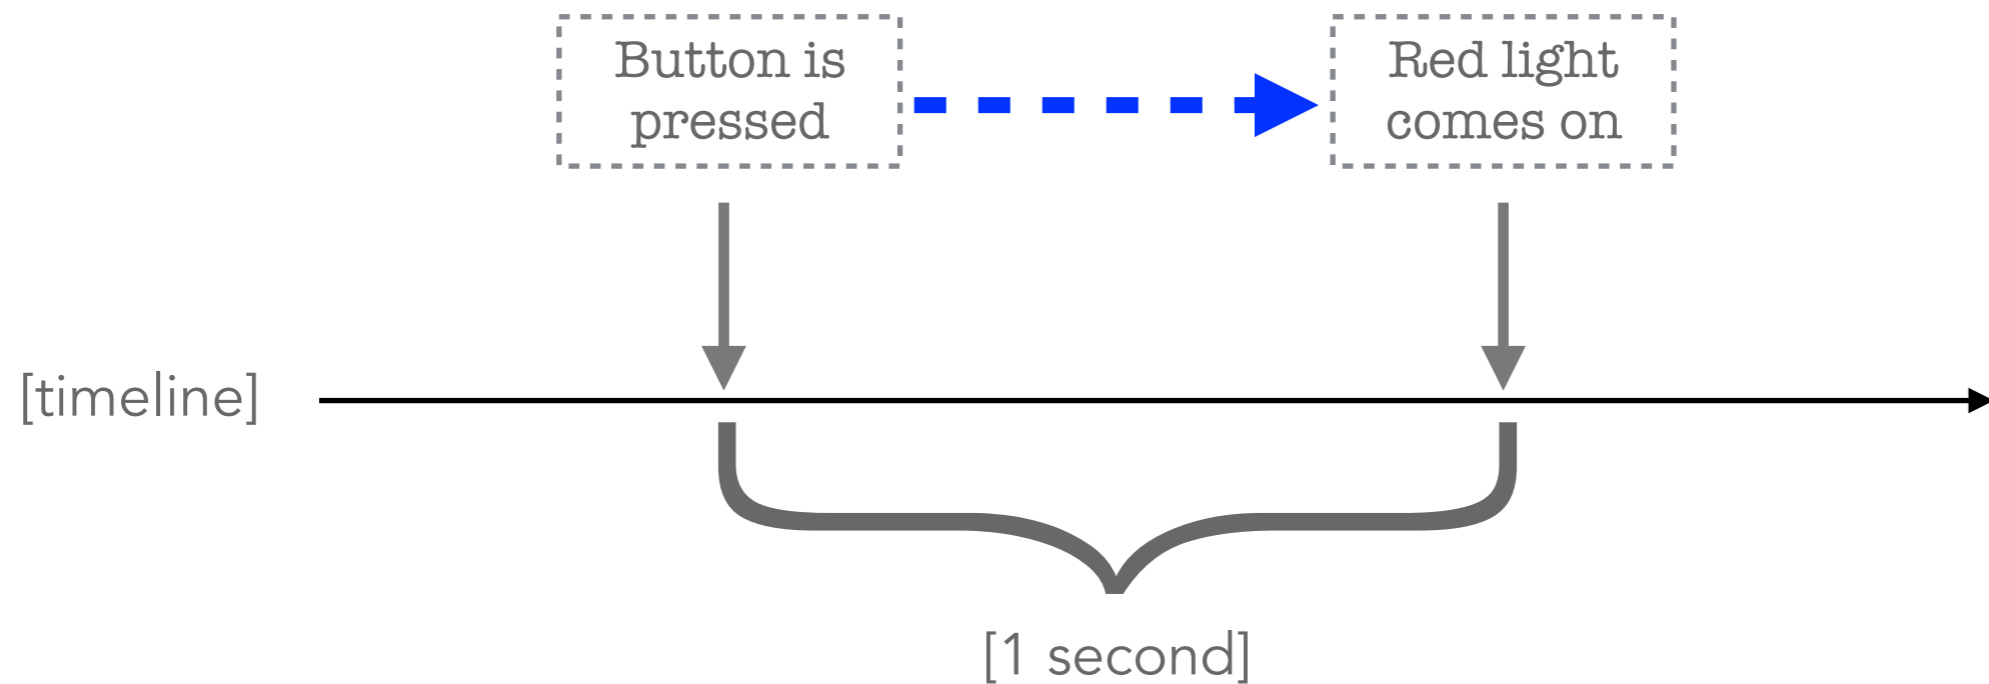 Button is
pressed
Red light
comes on
[timeline]
[1 second]